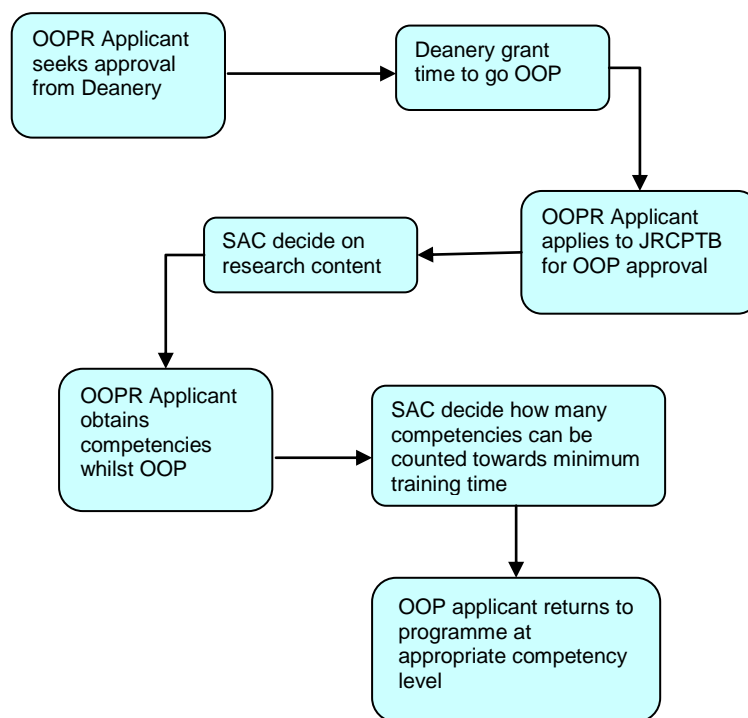 OOPR Applicant
seeks approval
from Deanery
Deanery grant
time to go OOP
OOPR Applicant
applies to JRCPTB
for OOP approval
SAC decide on
research content
OOPR Applicant
obtains
competencies
whilst OOP
SAC decide how many
competencies can be
counted towards minimum
training time
OOP applicant returns to
programme at
appropriate competency
level